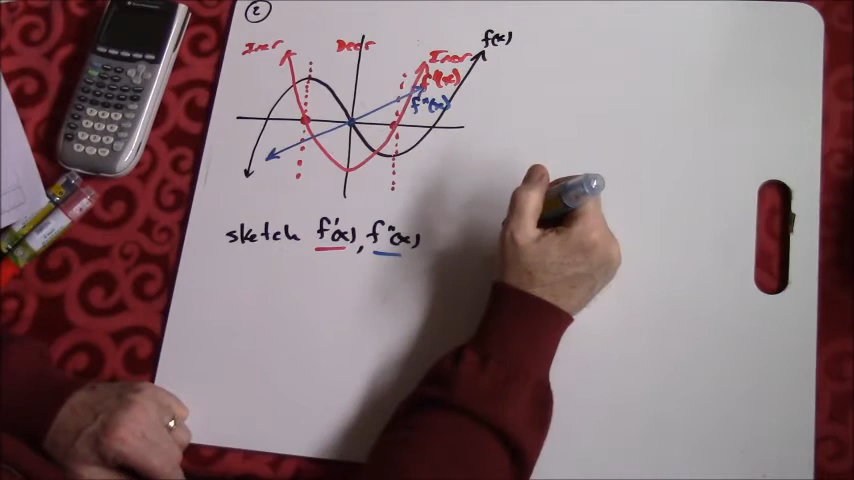 2
Incr Decr Incr f(x)
f'(x)
f"(x)
sketch f'(x), f"(x)